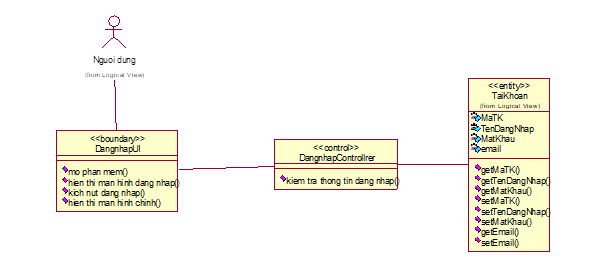 Nguoi dung
(from Logical View)
<<boundary>>
DangnhapUI
mo phan mem()
hien thi man hinh dang nhap()
kich nut dang nhap()
hien thi man hinh chinh()
<<control>>
DangnhapControllrer
kiem tra thong tin dang nhap()
<<entity>>
TaiKhoan
(from Logical View)
MaTK
TenDangNhap
MatKhau
email
getMaTK()
getTenDangNhap()
getMatKhau()
setMaTK()
setTenDangNhap()
setMatKhau()
getEmail()
setEmail()